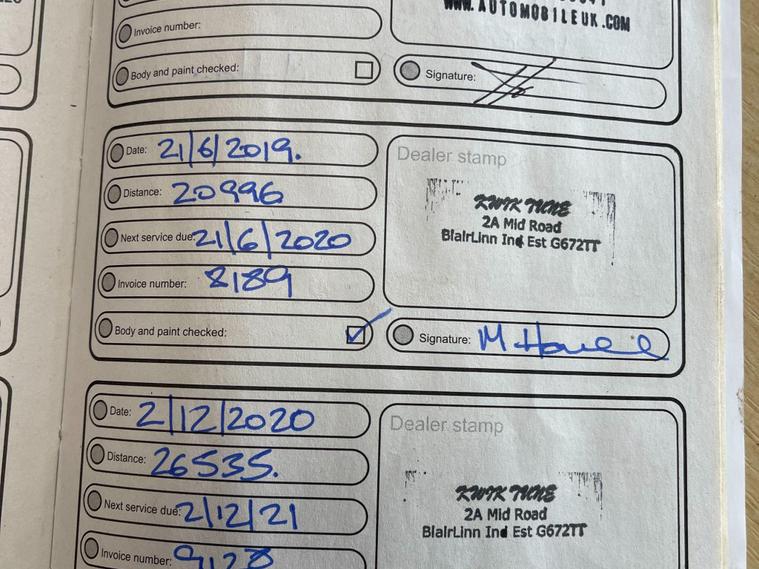 WWW.AUTOMOBILEUK.COM
Invoice number:
Body and paint checked:
Signature:
Date: 21/6/2019.
Distance: 20996
Next service due: 21/6/2020
Invoice number: 8189
Body and paint checked:
Dealer stamp
KWIK TUNE
2A Mid Road
BlairLinn Ind Est G672TT
Signature: M
Date: 2/12/2020
Distance: 26535.
Next service due: 2/12/21
Invoice number: 9128
Dealer stamp
KWIK TUNE
2A Mid Road
BlairLinn Ind Est G672TT